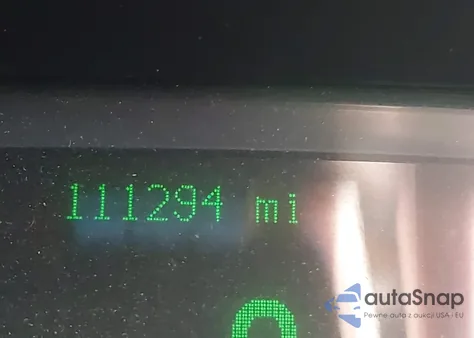 111294 mi
autaSnap
Pewne auta z aukcji USA - EU